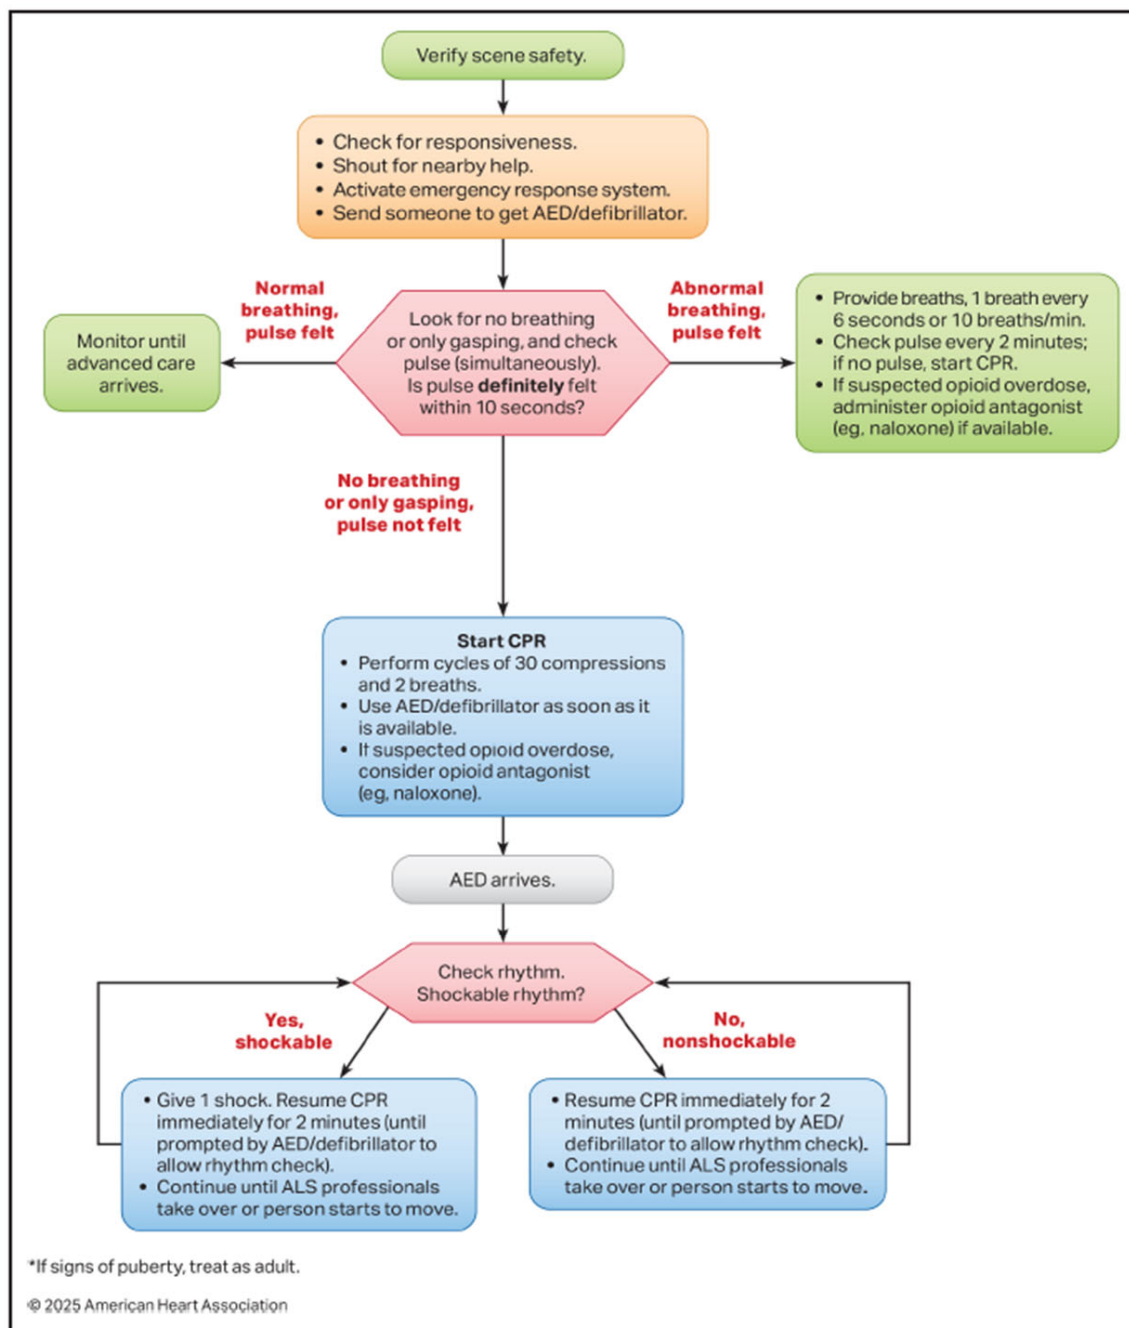 Verify scene safety.
• Check for responsiveness.
• Shout for nearby help.
• Activate emergency response system.
• Send someone to get AED/defibrillator.
Normal
breathing,
pulse felt
Abnormal
breathing,
pulse felt
Monitor until
advanced care
arrives.
Look for no breathing
or only gasping, and check
pulse (simultaneously).
Is pulse definitely felt
within 10 seconds?
• Provide breaths, 1 breath every
6 seconds or 10 breaths/min.
• Check pulse every 2 minutes;
if no pulse, start CPR.
• If suspected opioid overdose,
administer opioid antagonist
(eg, naloxone) if available.
No breathing
or only gasping,
pulse not felt
Start CPR
• Perform cycles of 30 compressions
and 2 breaths.
• Use AED/defibrillator as soon as it
is available.
• If suspected opioid overdose,
consider opioid antagonist
(eg, naloxone).
AED arrives.
Check rhythm.
Shockable rhythm?
Yes,
shockable
No,
nonshockable
• Give 1 shock. Resume CPR
immediately for 2 minutes (until
prompted by AED/defibrillator to
allow rhythm check).
• Continue until ALS professionals
take over or person starts to move.
• Resume CPR immediately for 2
minutes (until prompted by AED/
defibrillator to allow rhythm check).
• Continue until ALS professionals
take over or person starts to move.
*If signs of puberty, treat as adult.
© 2025 American Heart Association